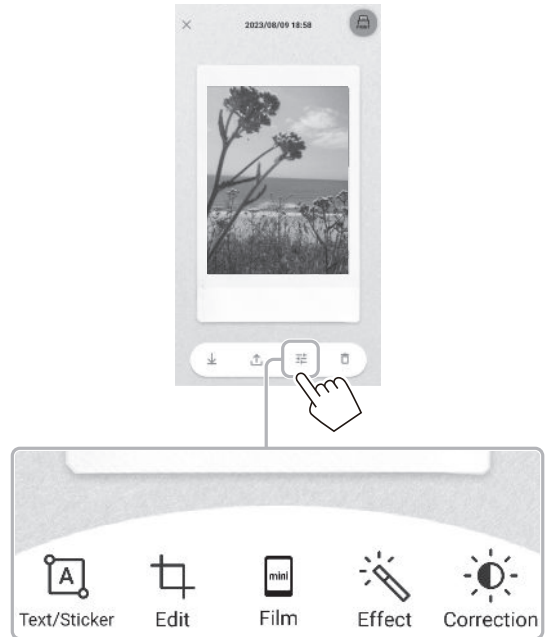 2023/08/09 18:58
A
mini
Text/Sticker
Edit
Film
Effect
Correction